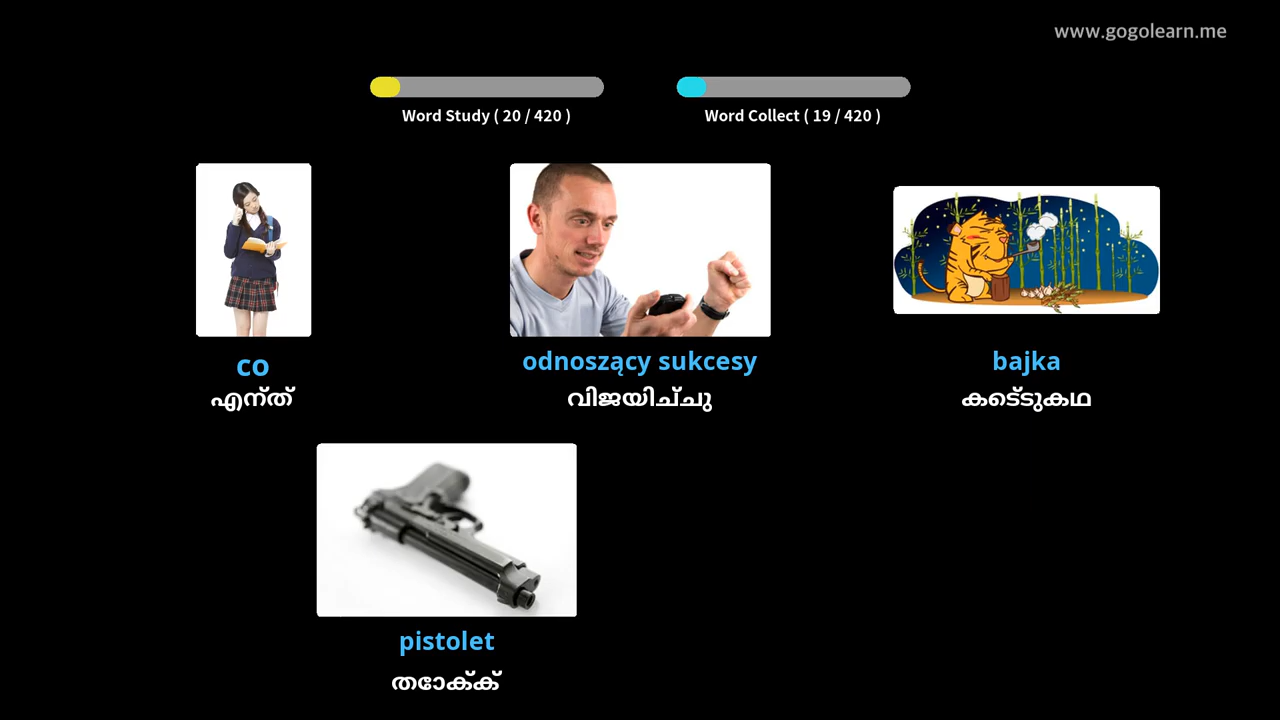 www.gogolearn.me
Word Study ( 20 / 420 )
Word Collect ( 19 / 420 )
co
എന്ത്
odnoszący sukcesy
വിജയിച്ചു
bajka
കെട്ടുകഥ
pistolet
തോക്ക്